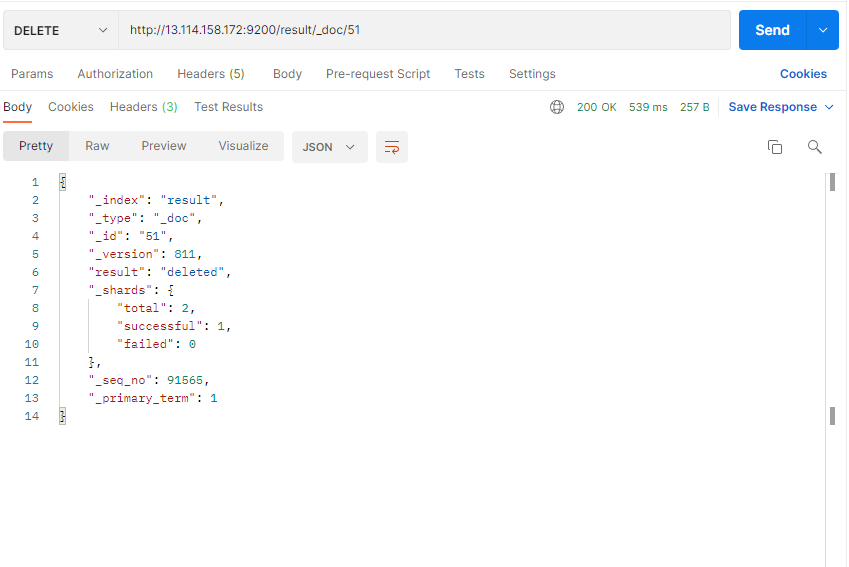 DELETE http://13.114.158.172:9200/result/_doc/51 Send
Params Authorization Headers (5) Body Pre-request Script Tests Settings Cookies
Body Cookies Headers (3) Test Results 200 OK 539 ms 257 B Save Response
Pretty Raw Preview Visualize JSON
1 {
2 "_index": "result",
3 "_type": "_doc",
4 "_id": "51",
5 "_version": 811,
6 "result": "deleted",
7 "_shards": {
8 "total": 2,
9 "successful": 1,
10 "failed": 0
11 },
12 "_seq_no": 91565,
13 "_primary_term": 1
14 }